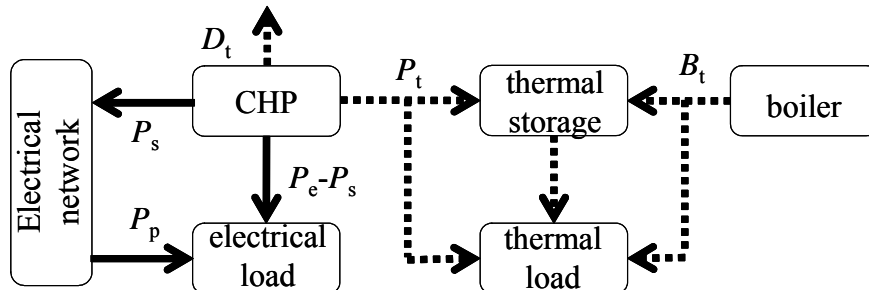 D_t
CHP
P_s
P_e-P_s
Electrical
network
P_p
electrical
load
P_t
thermal
storage
B_t
boiler
thermal
load